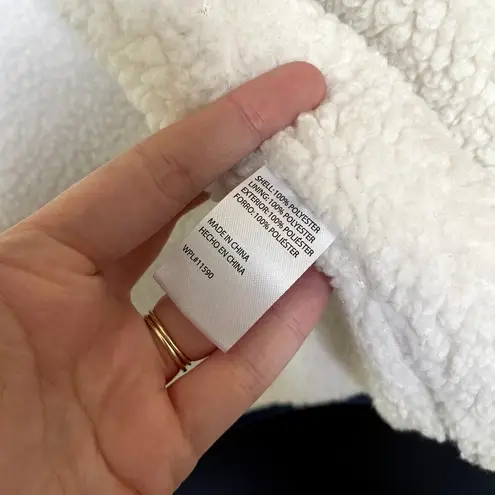 SHELL:100% POLYESTER
LINING:100% POLYESTER
EXTERIOR:100% POLIÉSTER
FORRO:100% POLIÉSTER
MADE IN CHINA
HECHO EN CHINA
WPL#11590